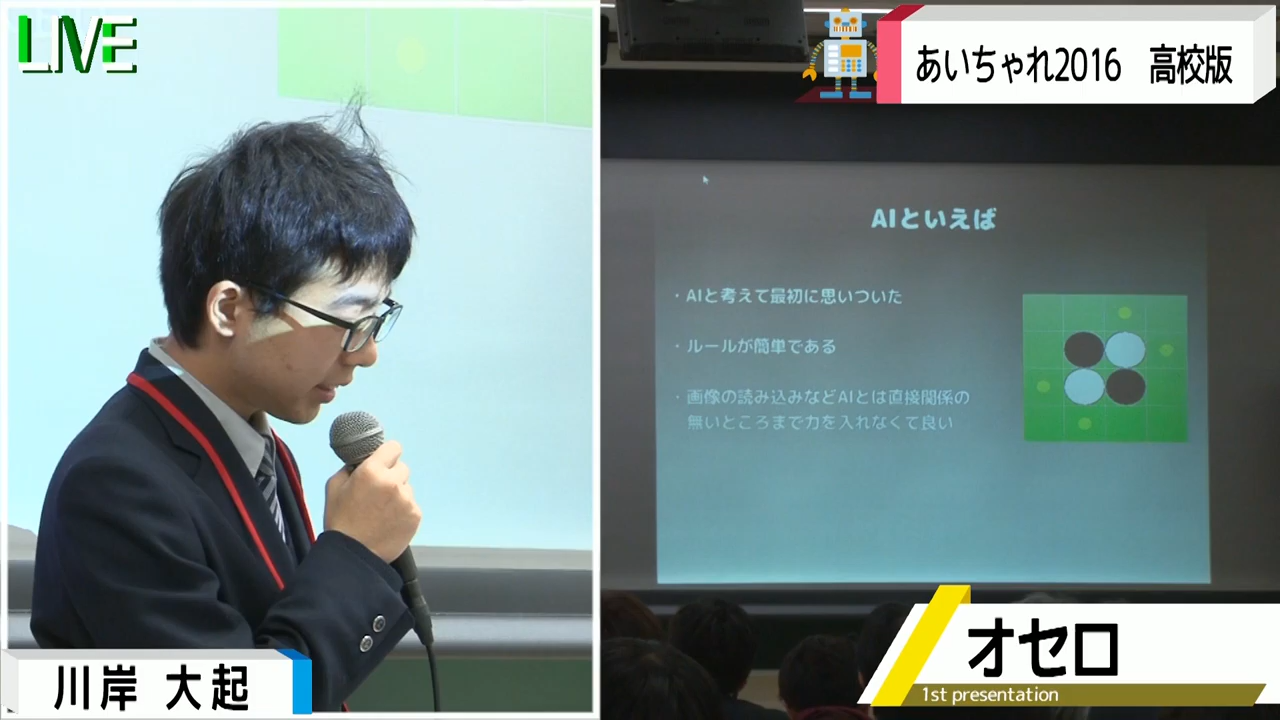 LIVE
あいちゃれ2016　高校版
AIといえば
・AIと考えて最初に思いついた
・ルールが簡単である
・画像の読み込みなどAIとは直接関係の
無いところまで力を入れなくて良い
オセロ
1st presentation
川岸 大起